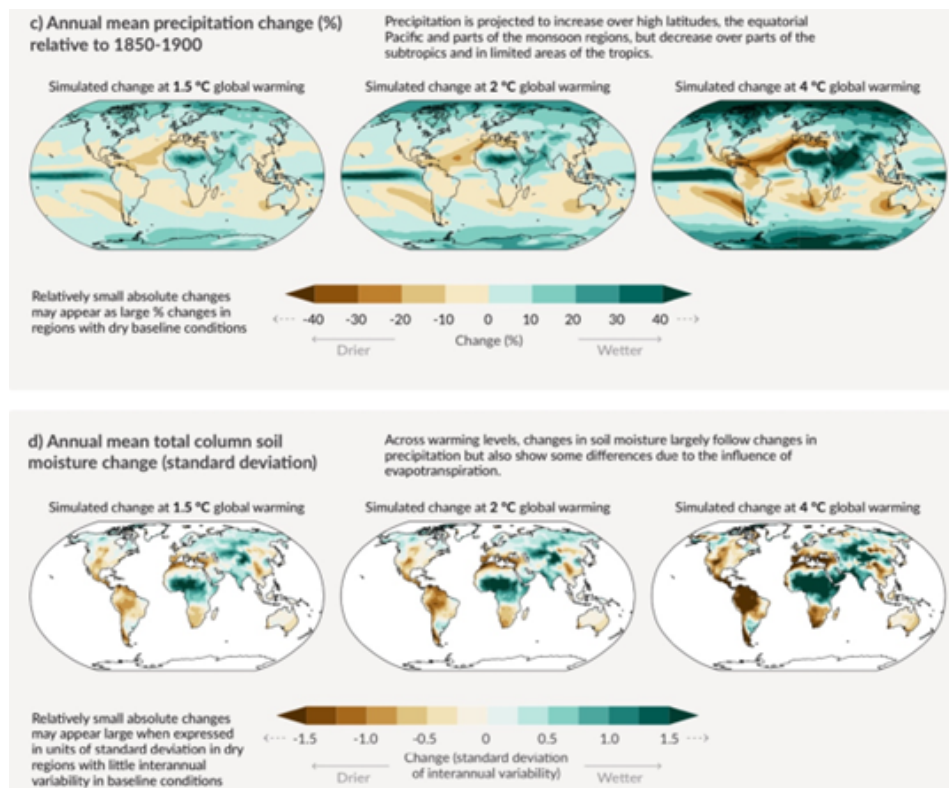 c) Annual mean precipitation change (%)
relative to 1850-1900
Precipitation is projected to increase over high latitudes, the equatorial
Pacific and parts of the monsoon regions, but decrease over parts of the
subtropics and in limited areas of the tropics.
Simulated change at 1.5 °C global warming
Simulated change at 2 °C global warming
Simulated change at 4 °C global warming
Relatively small absolute changes
may appear as large % changes in
regions with dry baseline conditions
-40 -30 -20 -10 0 10 20 30 40
Change (%)
Drier
Wetter
d) Annual mean total column soil
moisture change (standard deviation)
Across warming levels, changes in soil moisture largely follow changes in
precipitation but also show some differences due to the influence of
evapotranspiration.
Simulated change at 1.5 °C global warming
Simulated change at 2 °C global warming
Simulated change at 4 °C global warming
Relatively small absolute changes
may appear large when expressed
in units of standard deviation in dry
regions with little interannual
variability in baseline conditions
-1.5 -1.0 -0.5 0 0.5 1.0 1.5
Change (standard deviation
of interannual variability)
Drier
Wetter